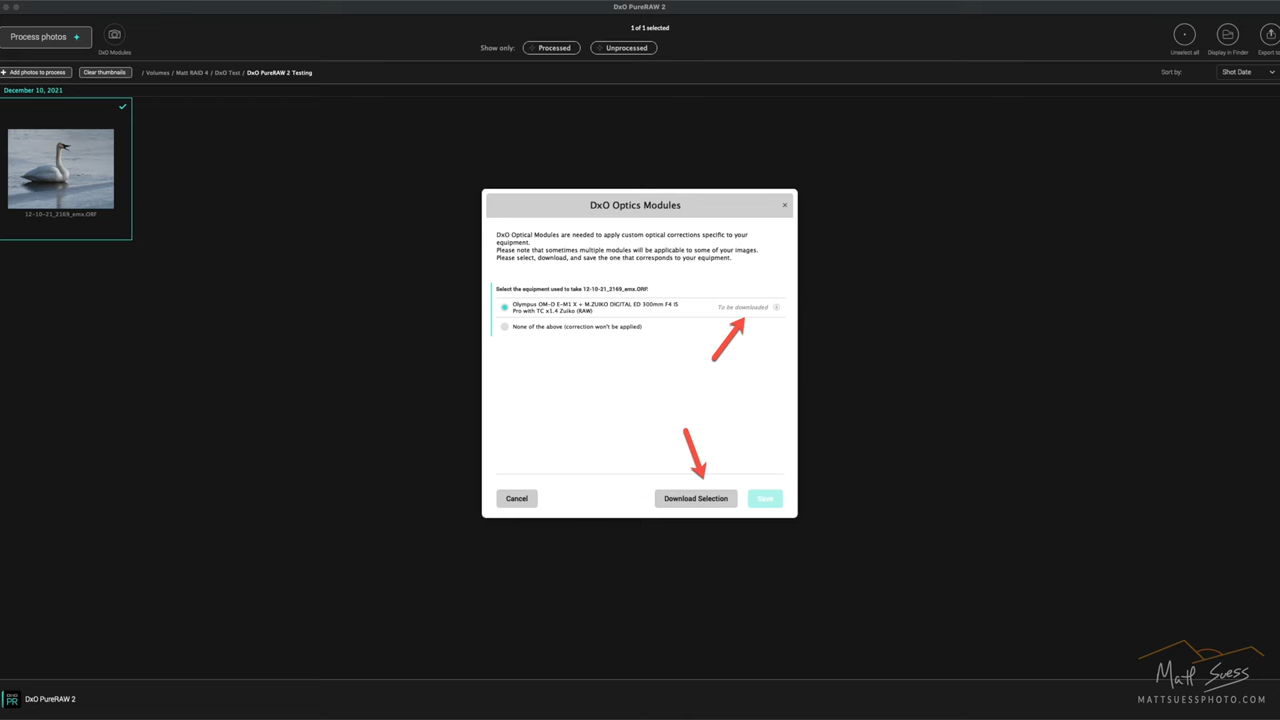 DxO PureRAW 2
Process photos
DxO Modules
1 of 1 selected
Show only:
Processed
Unprocessed
Unselect all
Display in Finder
Export to
Add photos to process
Clear thumbnails
/ Volumes / Matt RAID 4 / DxO Test / DxO PureRAW 2 Testing
Sort by:
Shot Date
December 10, 2021
12-10-21_2169_emx.ORF
DxO Optics Modules
DxO Optical Modules are needed to apply custom optical corrections specific to your
equipment.
Please note that sometimes multiple modules will be applicable to some of your images.
Please select, download, and save the one that corresponds to your equipment.
Select the equipment used to take 12-10-21_2169_emx.ORF:
Olympus OM-D E-M1 X + M.ZUIKO DIGITAL ED 300mm F4 IS
Pro with TC x1.4 Zuiko (RAW)
To be downloaded
None of the above (correction won't be applied)
Cancel
Download Selection
Save
DXO
PR
DxO PureRAW 2
Matt Suess
MATTSUESSPHOTO.COM